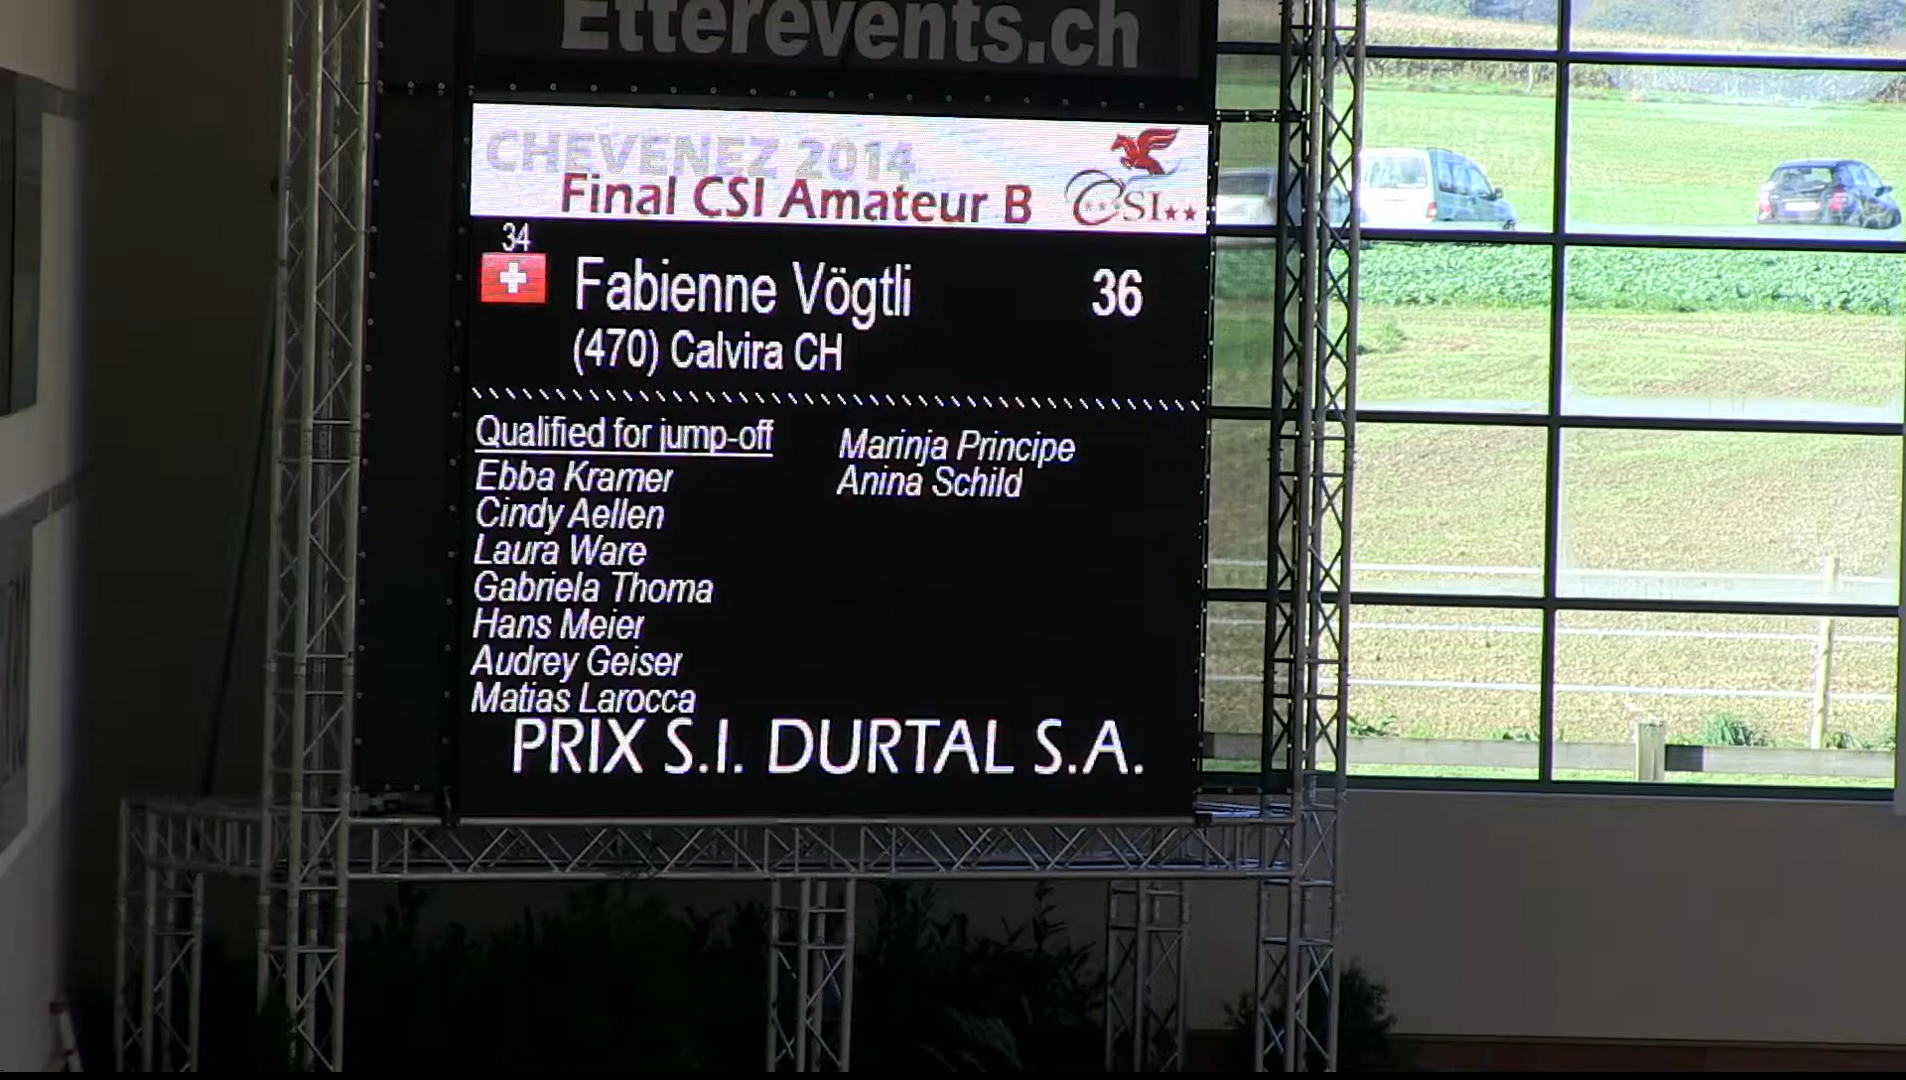 Etterevents.ch
CHEVENEZ 2014
Final CSI Amateur B
CSI★★
34
Fabienne Vögtli 36
(470) Calvira CH
Qualified for jump-off
Ebba Kramer
Cindy Aellen
Laura Ware
Gabriela Thoma
Hans Meier
Audrey Geiser
Matias Larocca
Marinja Principe
Anina Schild
PRIX S.I. DURTAL S.A.